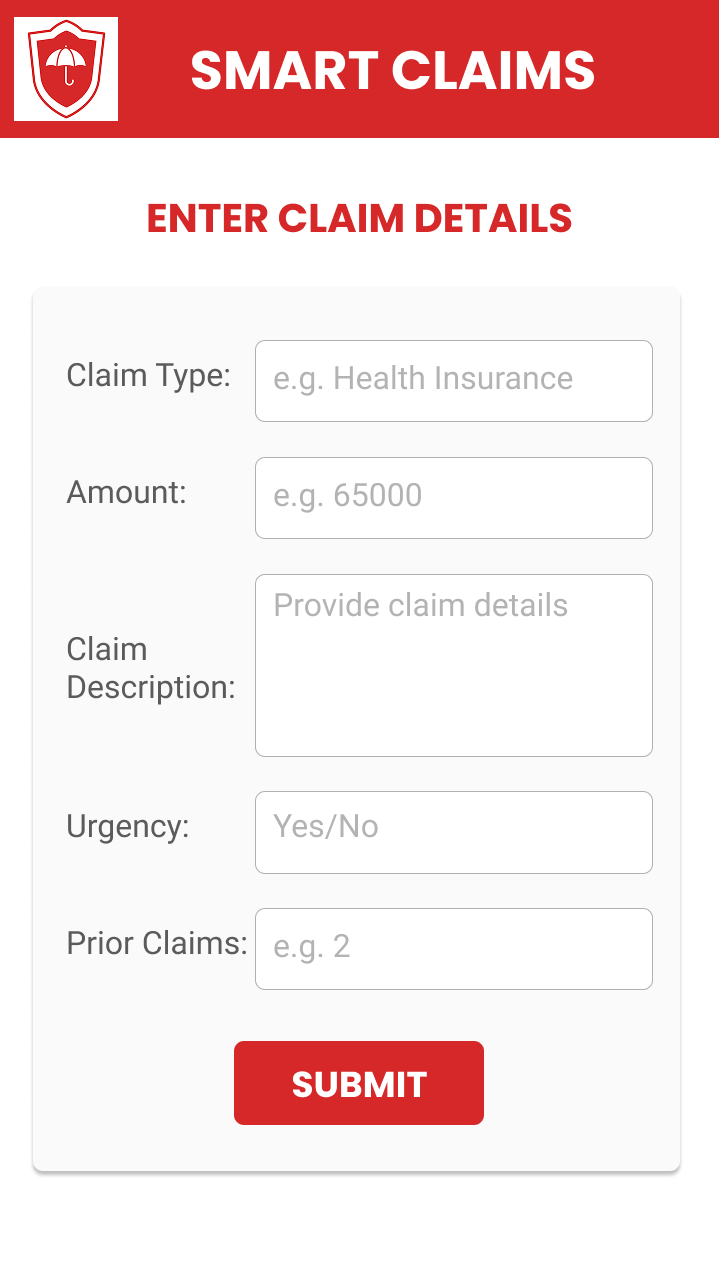 SMART CLAIMS
ENTER CLAIM DETAILS
Claim Type:
e.g. Health Insurance
Amount:
e.g. 65000
Claim
Description:
Provide claim details
Urgency:
Yes/No
Prior Claims:
e.g. 2
SUBMIT